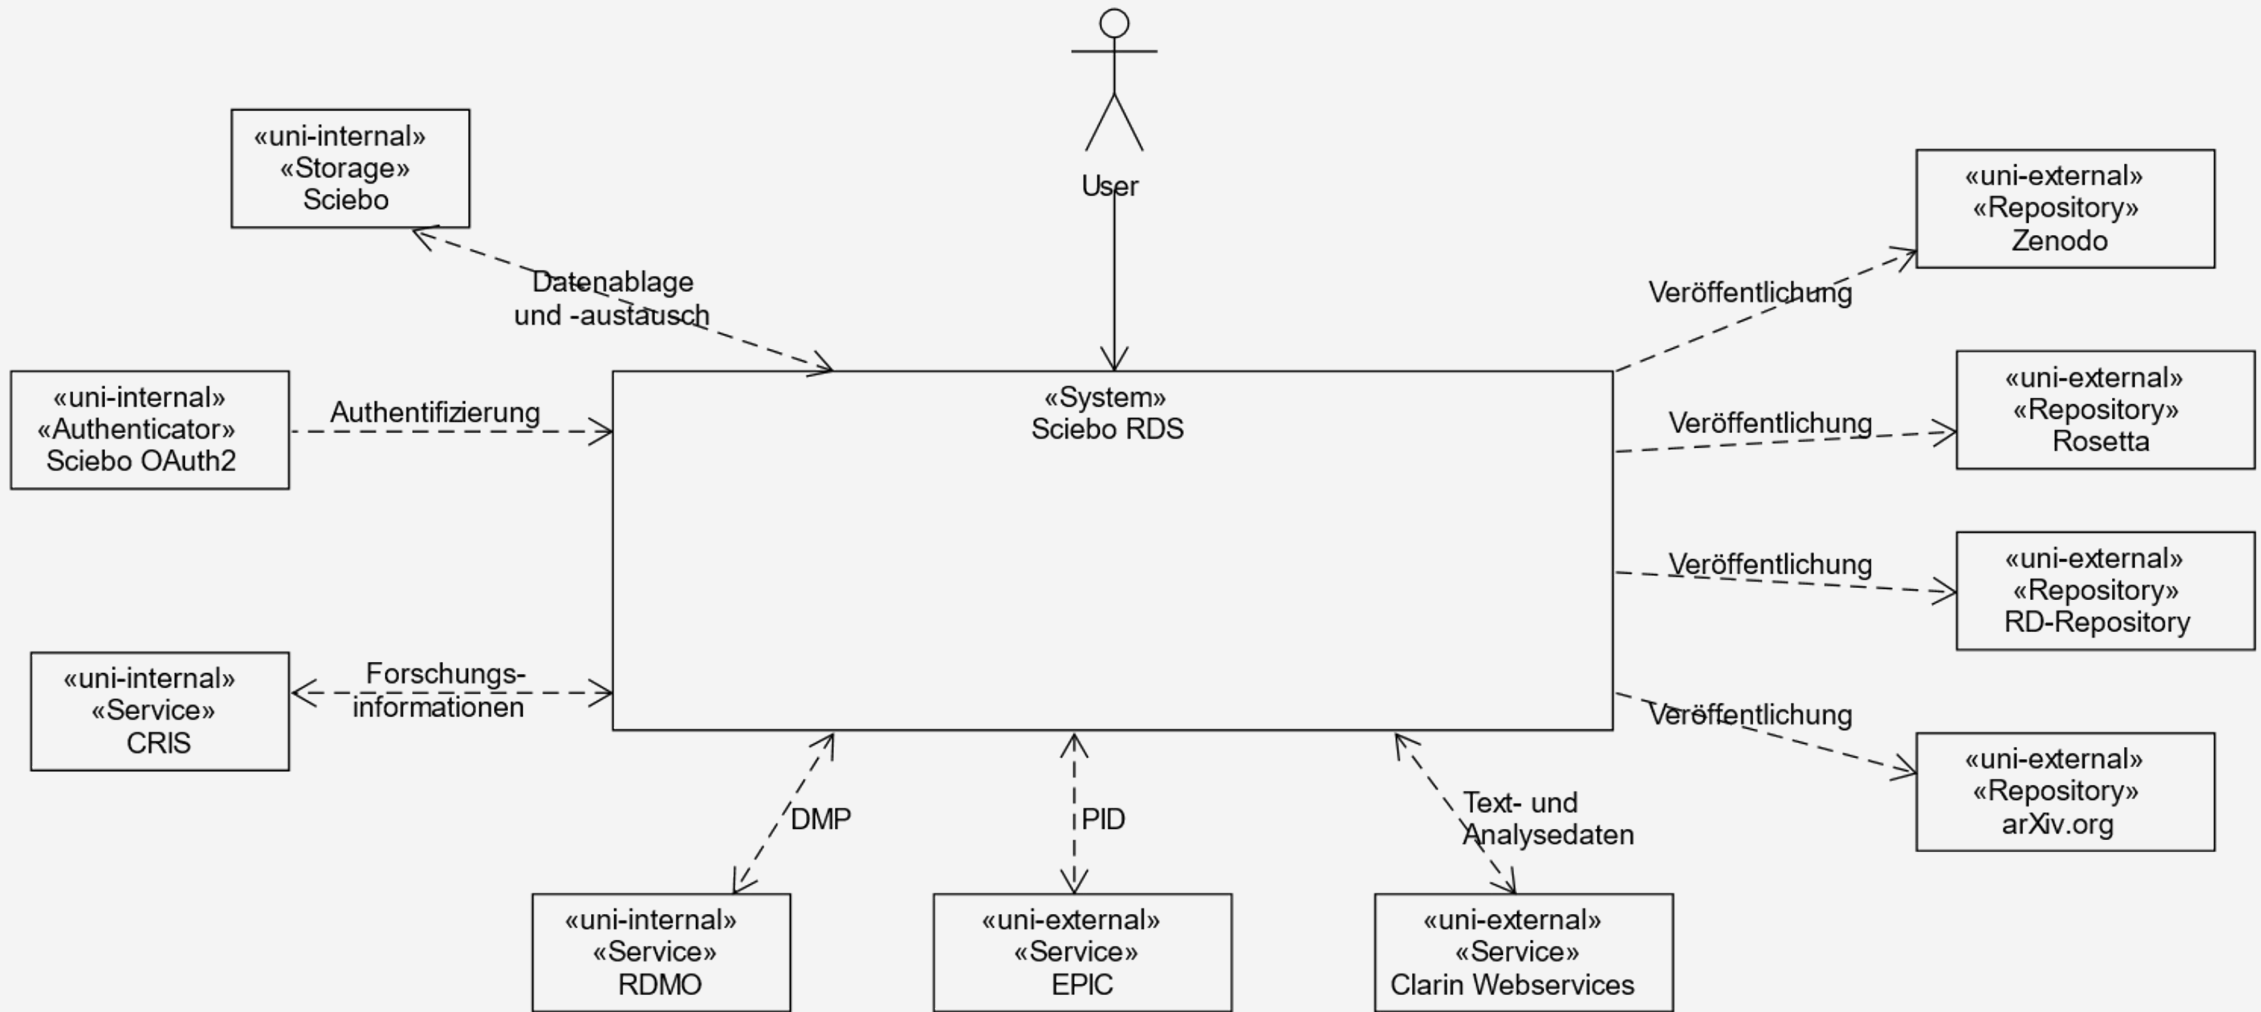 User
«uni-internal»
«Storage»
Sciebo
«uni-external»
«Repository»
Zenodo
Datenablage
und -austausch
Veröffentlichung
«uni-internal»
«Authenticator»
Sciebo OAuth2
Authentifizierung
«System»
Sciebo RDS
Veröffentlichung
«uni-external»
«Repository»
Rosetta
Veröffentlichung
«uni-external»
«Repository»
RD-Repository
«uni-internal»
«Service»
CRIS
Forschungs-
informationen
Veröffentlichung
«uni-external»
«Repository»
arXiv.org
DMP
PID
Text- und
Analysedaten
«uni-internal»
«Service»
RDMO
«uni-external»
«Service»
EPIC
«uni-external»
«Service»
Clarin Webservices